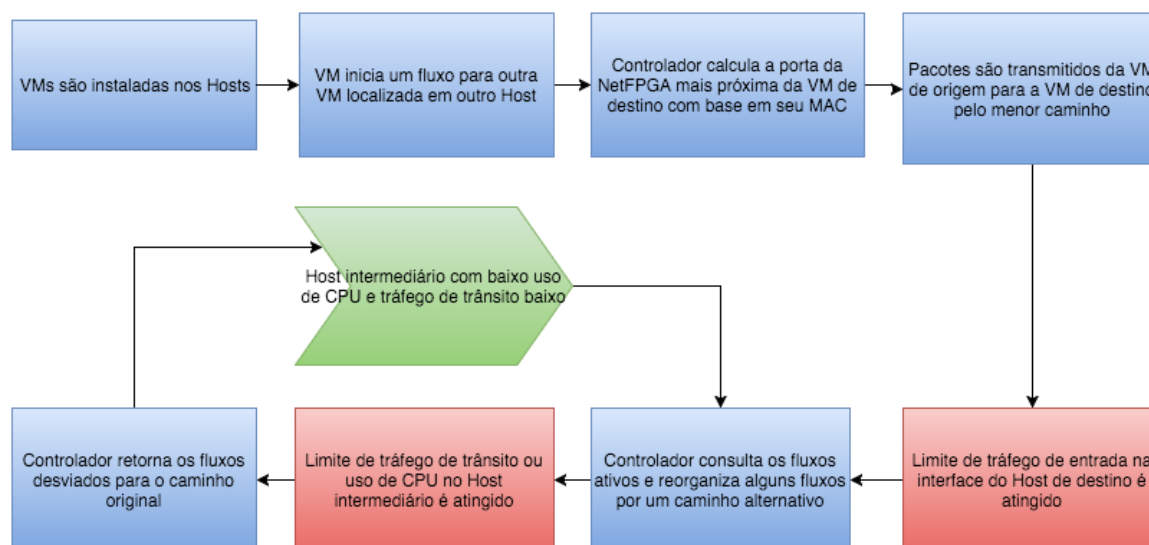 VMs são instaladas nos Hosts
VM inicia um fluxo para outra
VM localizada em outro Host
Controlador calcula a porta da
NetFPGA mais próxima da VM de
destino com base em seu MAC
Pacotes são transmitidos da VM
de origem para a VM de destino
pelo menor caminho
Host intermediário com baixo uso
de CPU e tráfego de trânsito baixo
Controlador retorna os fluxos
desviados para o caminho
original
Limite de tráfego de trânsito ou
uso de CPU no Host
intermediário é atingido
Controlador consulta os fluxos
ativos e reorganiza alguns fluxos
por um caminho alternativo
Limite de tráfego de entrada na
interface do Host de destino é
atingido